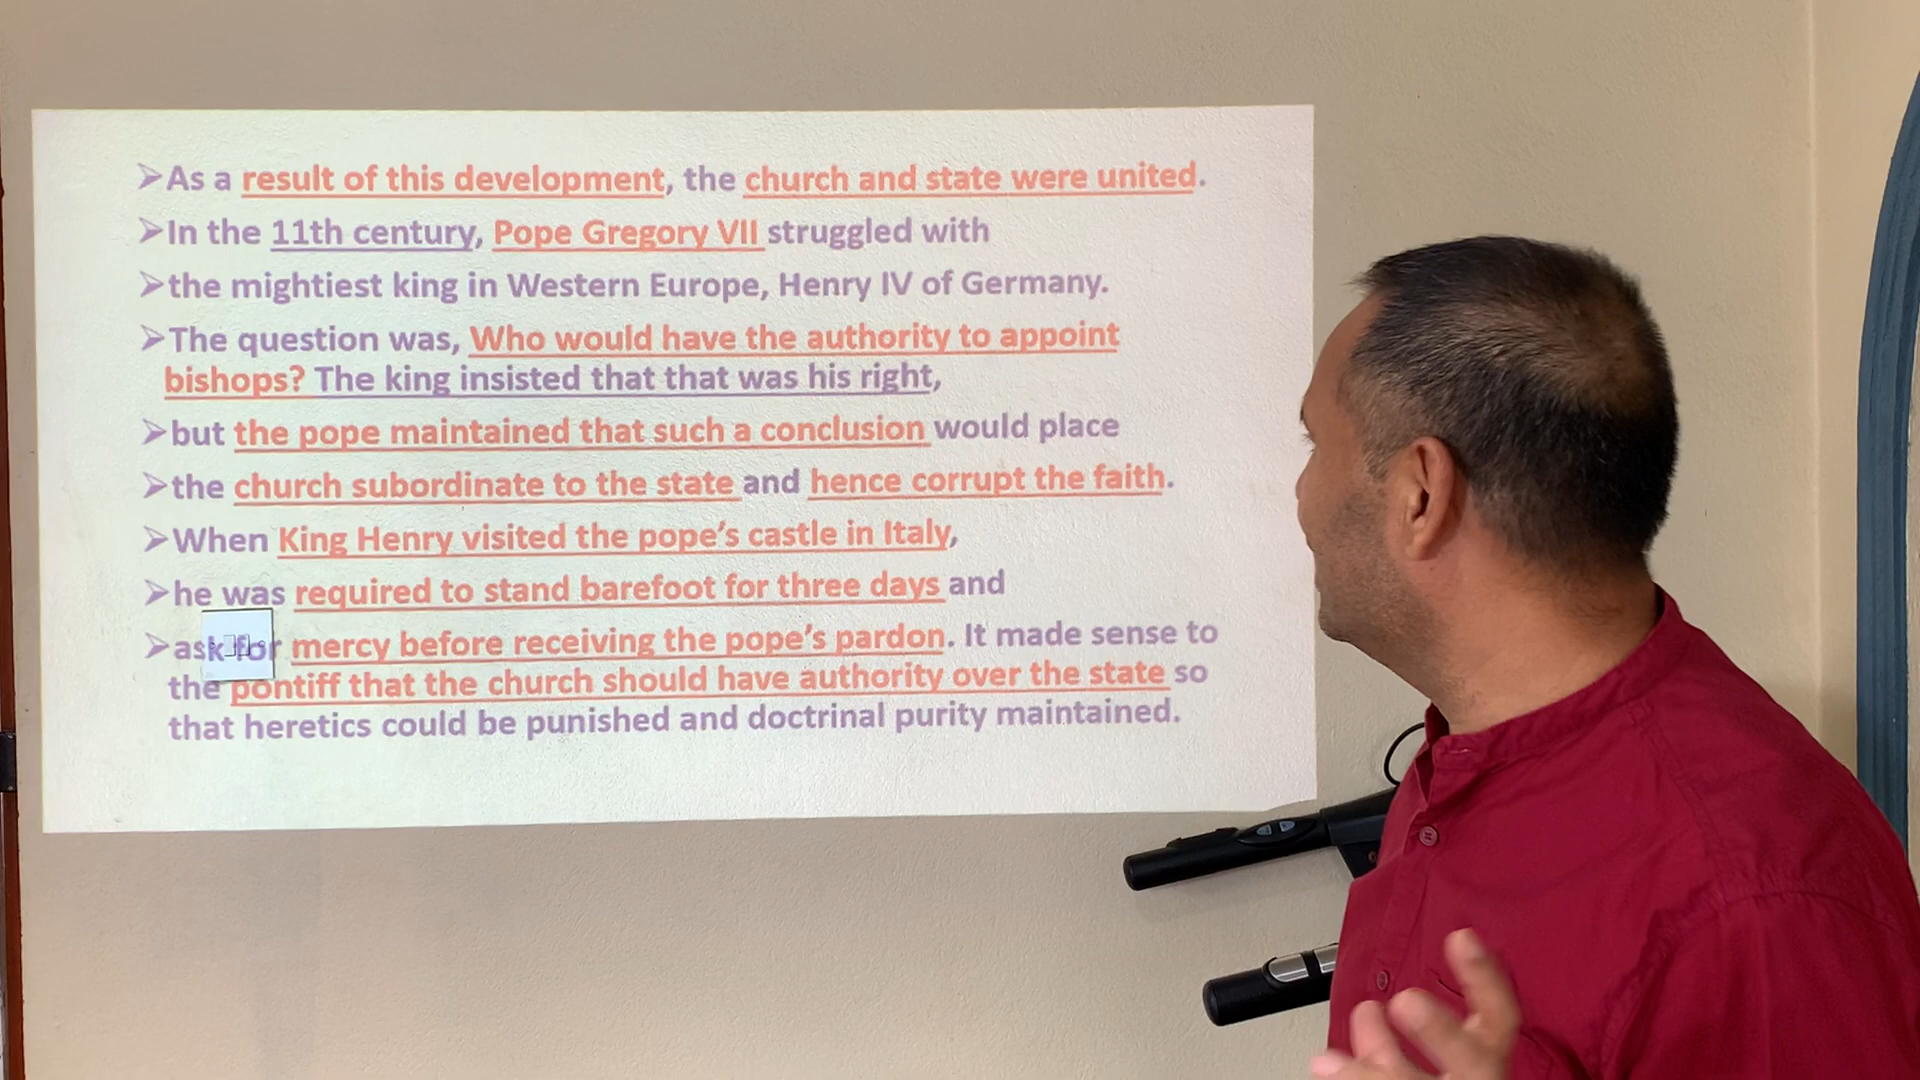 ➢As a result of this development, the church and state were united.
➢In the 11th century, Pope Gregory VII struggled with
➢the mightiest king in Western Europe, Henry IV of Germany.
➢The question was, Who would have the authority to appoint
bishops? The king insisted that that was his right,
➢but the pope maintained that such a conclusion would place
➢the church subordinate to the state and hence corrupt the faith.
➢When King Henry visited the pope's castle in Italy,
➢he was required to stand barefoot for three days and
➢ask for mercy before receiving the pope's pardon. It made sense to
the pontiff that the church should have authority over the state so
that heretics could be punished and doctrinal purity maintained.